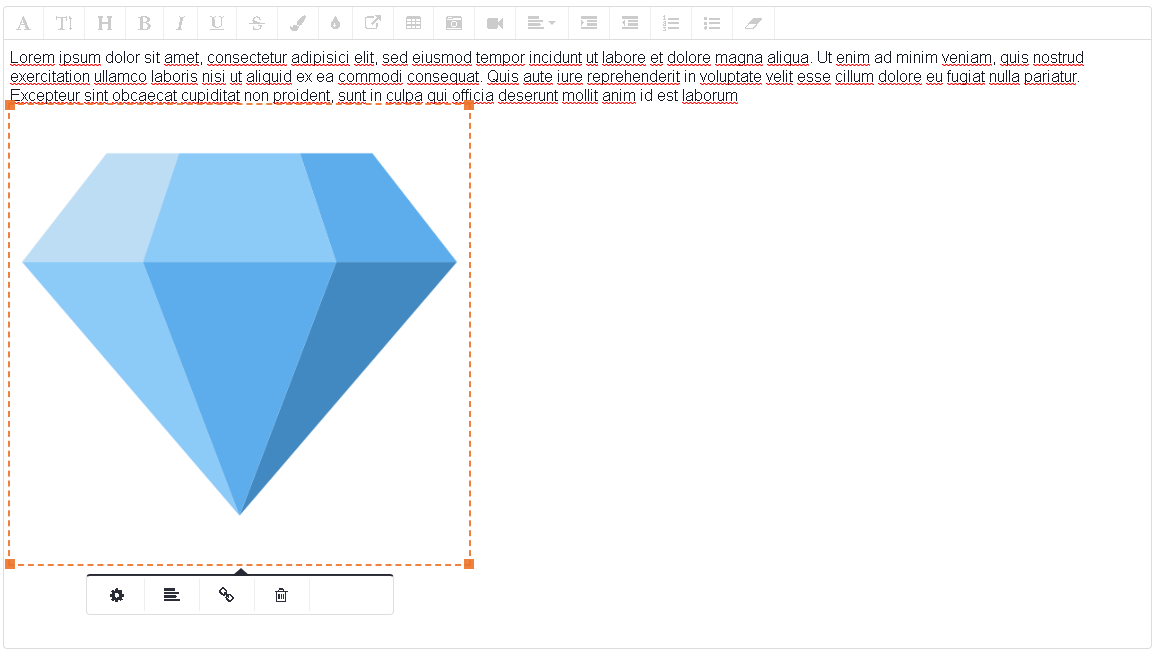 A T! H B I U S
Lorem ipsum dolor sit amet, consectetur adipisici elit, sed eiusmod tempor incidunt ut labore et dolore magna aliqua. Ut enim ad minim veniam, quis nostrud
exercitation ullamco laboris nisi ut aliquid ex ea commodi consequat. Quis aute iure reprehenderit in voluptate velit esse cillum dolore eu fugiat nulla pariatur.
Excepteur sint obcaecat cupiditat non proident, sunt in culpa qui officia deserunt mollit anim id est laborum